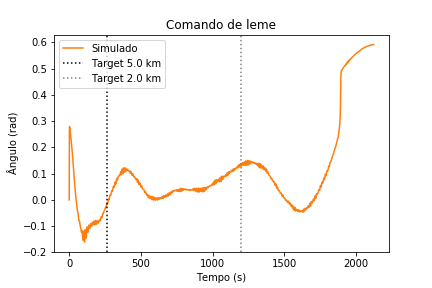 Comando de leme
Simulado
Target 5.0 km
Target 2.0 km
Ângulo (rad)
0.6
0.5
0.4
0.3
0.2
0.1
0.0
−0.1
−0.2
0
500
1000
1500
2000
Tempo (s)